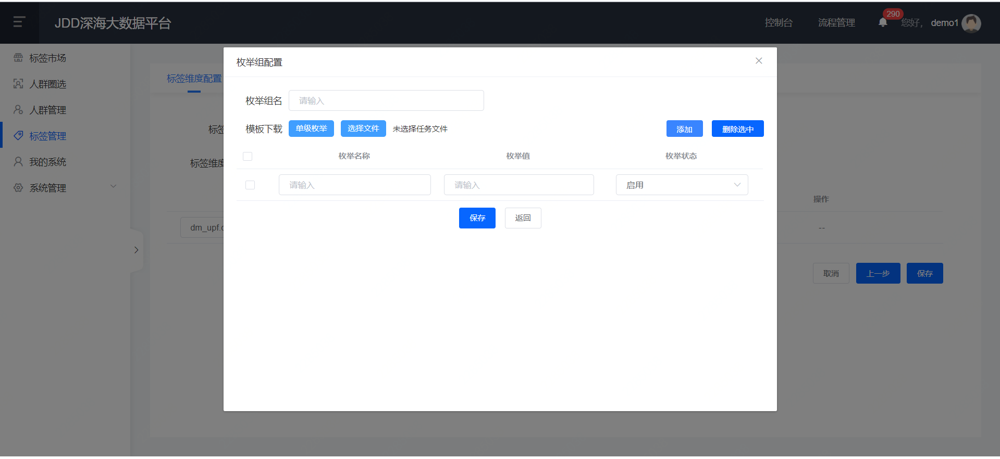 JDD深海大数据平台
控制台
流程管理
290
您好,
demo1
标签市场
人群圈选
人群管理
标签管理
我的系统
系统管理
标签维度配置
标签
标签维度
操作
dm_upf.
--
取消
上一步
保存
枚举组配置
枚举组名
请输入
模板下载
单级枚举
选择文件
未选择任务文件
添加
删除选中
枚举名称
枚举值
枚举状态
请输入
请输入
启用
保存
返回